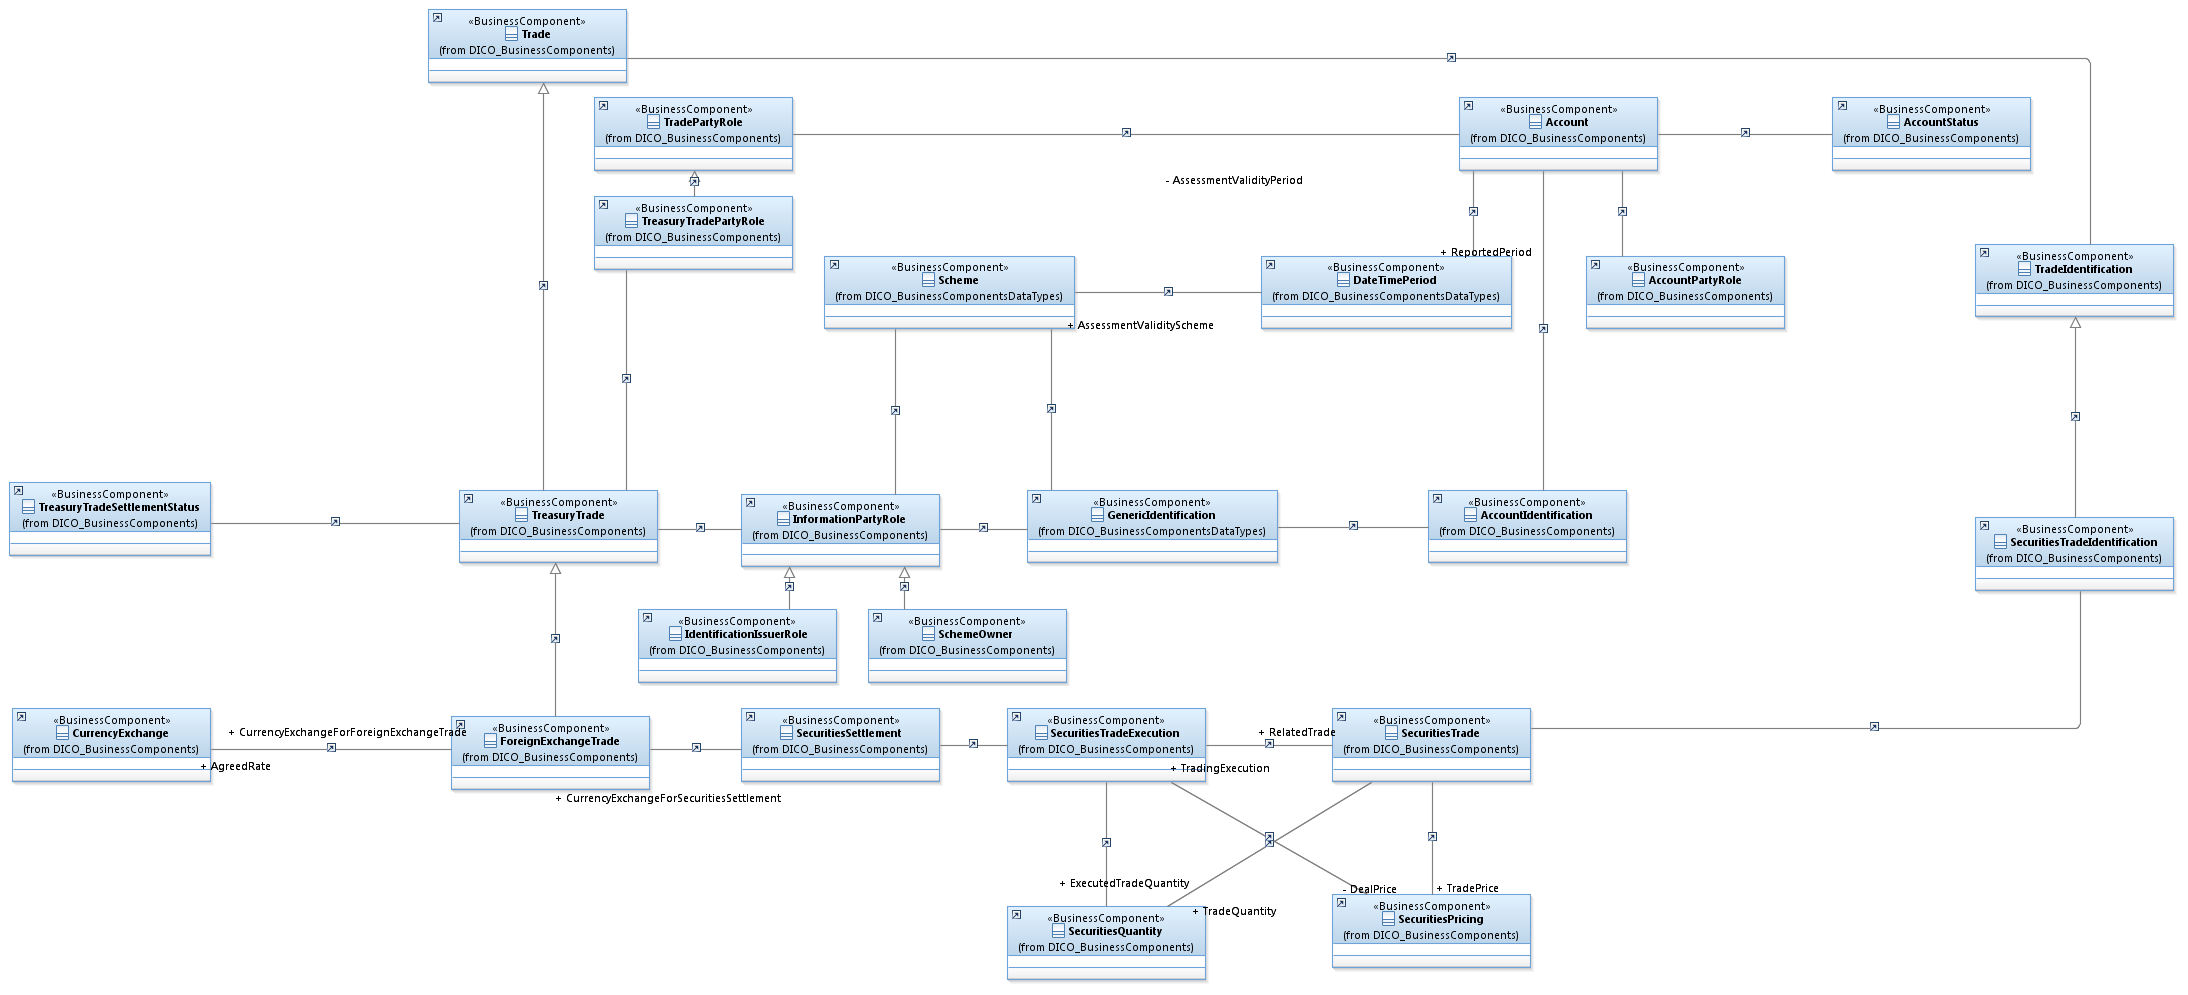 «BusinessComponent»
Trade
(from DICO_BusinessComponents)
«BusinessComponent»
TradePartyRole
(from DICO_BusinessComponents)
«BusinessComponent»
Account
(from DICO_BusinessComponents)
«BusinessComponent»
AccountStatus
(from DICO_BusinessComponents)
- AssessmentValidityPeriod
«BusinessComponent»
TreasuryTradePartyRole
(from DICO_BusinessComponents)
+ ReportedPeriod
«BusinessComponent»
Scheme
(from DICO_BusinessComponentsDataTypes)
«BusinessComponent»
DateTimePeriod
(from DICO_BusinessComponentsDataTypes)
«BusinessComponent»
AccountPartyRole
(from DICO_BusinessComponents)
«BusinessComponent»
TradeIdentification
(from DICO_BusinessComponents)
+ AssessmentValidityScheme
«BusinessComponent»
TreasuryTradeSettlementStatus
(from DICO_BusinessComponents)
«BusinessComponent»
TreasuryTrade
(from DICO_BusinessComponents)
«BusinessComponent»
InformationPartyRole
(from DICO_BusinessComponents)
«BusinessComponent»
GenericIdentification
(from DICO_BusinessComponentsDataTypes)
«BusinessComponent»
AccountIdentification
(from DICO_BusinessComponents)
«BusinessComponent»
SecuritiesTradeIdentification
(from DICO_BusinessComponents)
«BusinessComponent»
IdentificationIssuerRole
(from DICO_BusinessComponents)
«BusinessComponent»
SchemeOwner
(from DICO_BusinessComponents)
«BusinessComponent»
CurrencyExchange
(from DICO_BusinessComponents)
+ CurrencyExchangeForForeignExchangeTrade
+ AgreedRate
«BusinessComponent»
ForeignExchangeTrade
(from DICO_BusinessComponents)
+ CurrencyExchangeForSecuritiesSettlement
«BusinessComponent»
SecuritiesSettlement
(from DICO_BusinessComponents)
«BusinessComponent»
SecuritiesTradeExecution
(from DICO_BusinessComponents)
+ RelatedTrade
+ TradingExecution
«BusinessComponent»
SecuritiesTrade
(from DICO_BusinessComponents)
+ ExecutedTradeQuantity
- DealPrice
+ TradePrice
+ TradeQuantity
«BusinessComponent»
SecuritiesQuantity
(from DICO_BusinessComponents)
«BusinessComponent»
SecuritiesPricing
(from DICO_BusinessComponents)